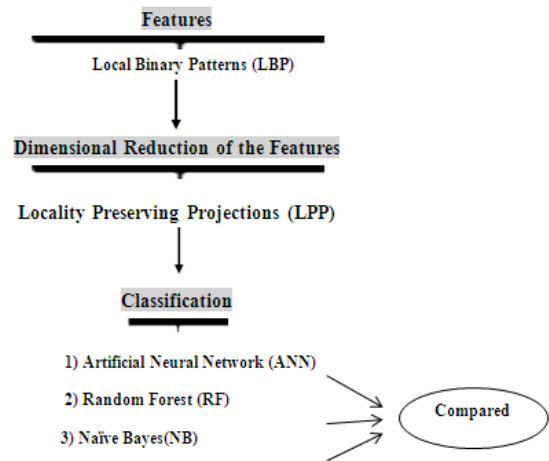 Features
Local Binary Patterns (LBP)
Dimensional Reduction of the Features
Locality Preserving Projections (LPP)
Classification
1) Artificial Neural Network (ANN)
2) Random Forest (RF)
3) Naïve Bayes(NB)
Compared